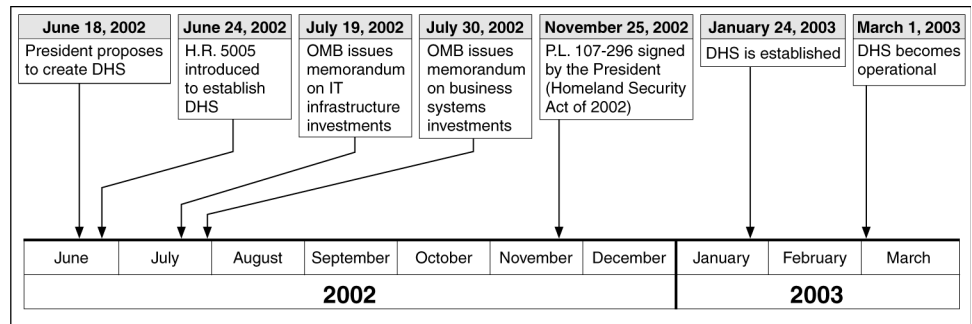 June 18, 2002
President proposes
to create DHS
June 24, 2002
H.R. 5005
introduced
to establish
DHS
July 19, 2002
OMB issues
memorandum
on IT
infrastructure
investments
July 30, 2002
OMB issues
memorandum
on business
systems
investments
November 25, 2002
P.L. 107-296 signed
by the President
(Homeland Security
Act of 2002)
January 24, 2003
DHS is established
March 1, 2003
DHS becomes
operational
June July August September October November December January February March
2002 2003